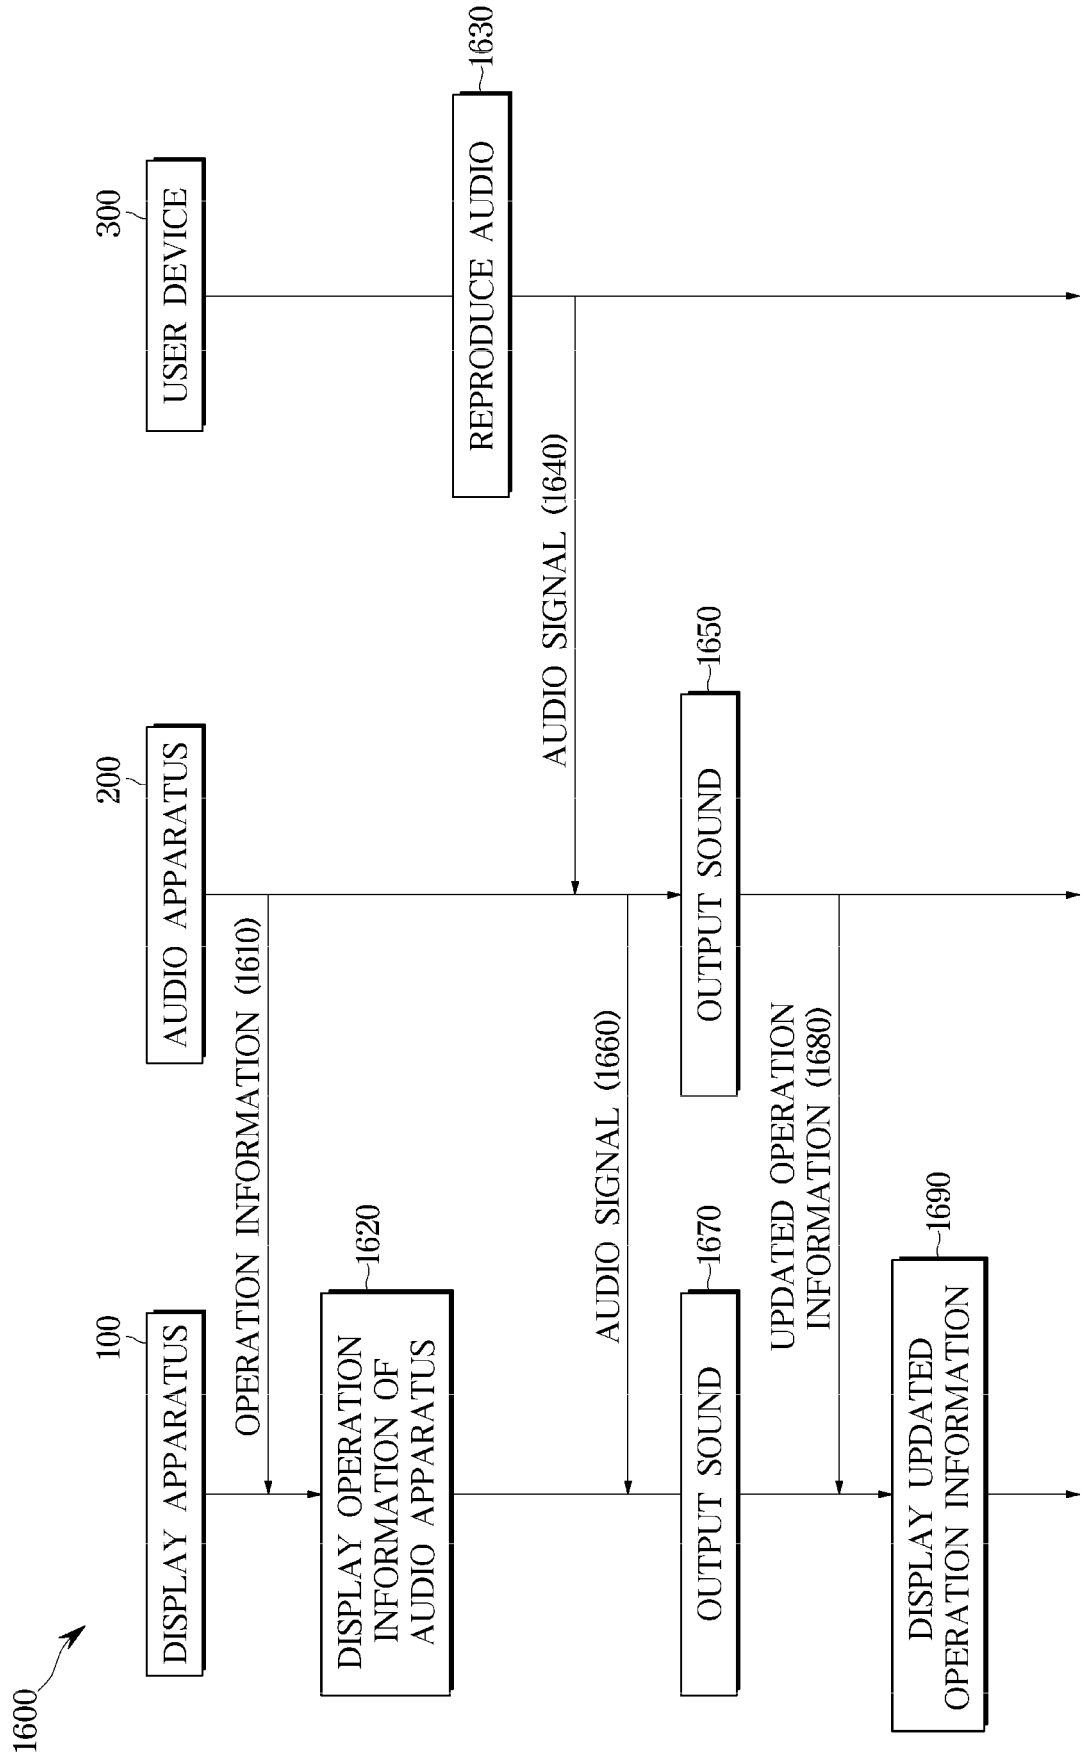 1600
100
DISPLAY APPARATUS
200
AUDIO APPARATUS
300
USER DEVICE
OPERATION INFORMATION (1610)
1620
DISPLAY OPERATION
INFORMATION OF
AUDIO APPARATUS
1630
REPRODUCE AUDIO
AUDIO SIGNAL (1640)
AUDIO SIGNAL (1660)
1670
OUTPUT SOUND
1650
OUTPUT SOUND
UPDATED OPERATION
INFORMATION (1680)
1690
DISPLAY UPDATED
OPERATION INFORMATION